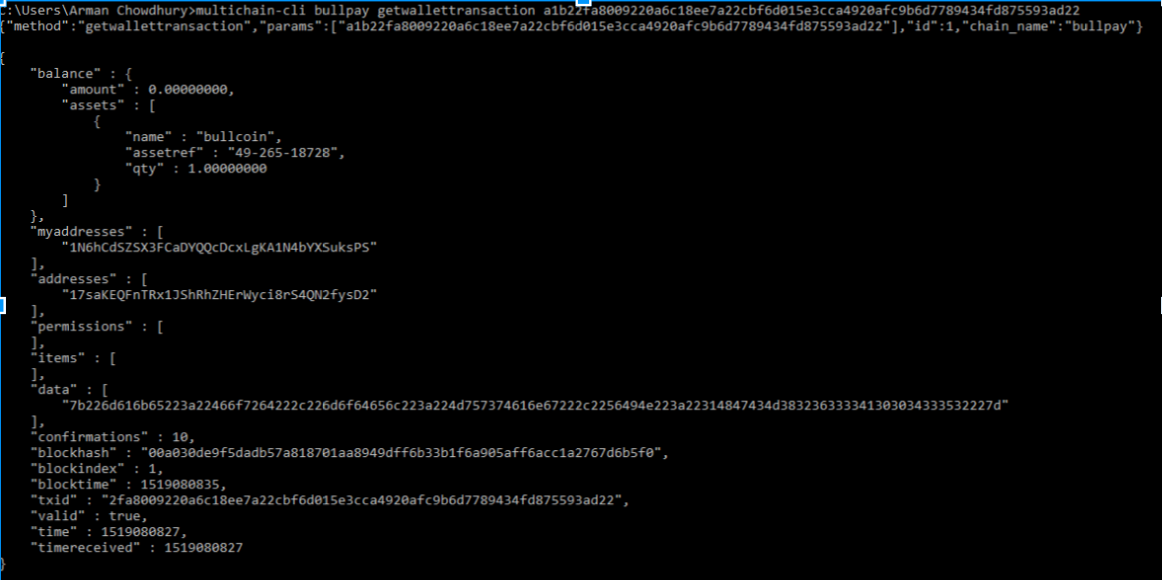 :\Users\Arman Chowdhury>multichain-cli bullpay getwallettransaction a1b22fa8009220a6c18ee7a22cbf6d015e3cca4920afc9b6d7789434fd875593ad22
{"method":"getwallettransaction","params":["a1b22fa8009220a6c18ee7a22cbf6d015e3cca4920afc9b6d7789434fd875593ad22"],"id":1,"chain_name":"bullpay"}
{
"balance" : {
"amount" : 0.00000000,
"assets" : [
{
"name" : "bullcoin",
"assetref" : "49-265-18728",
"qty" : 1.00000000
}
]
},
"myaddresses" : [
"1N6hCdSZSX3FCaDYQQcDcxLgKA1N4bYXSuksPS"
],
"addresses" : [
"17saKEQFnTRx1JShRhZHErWyci8rS4QN2fysD2"
],
"permissions" : [
],
"items" : [
],
"data" : [
"7b226d616b65223a22466f7264222c226d6f64656c223a224d757374616e67222c2256494e223a22314847434d3832363333413030343335322227d"
],
"confirmations" : 10,
"blockhash" : "00a030de9f5dadb57a818701aa8949dff6b33b1f6a905aff6acc1a2767d6b5f0",
"blockindex" : 1,
"blocktime" : 1519080835,
"txid" : "2fa8009220a6c18ee7a22cbf6d015e3cca4920afc9b6d7789434fd875593ad22",
"valid" : true,
"time" : 1519080827,
"timereceived" : 1519080827
}